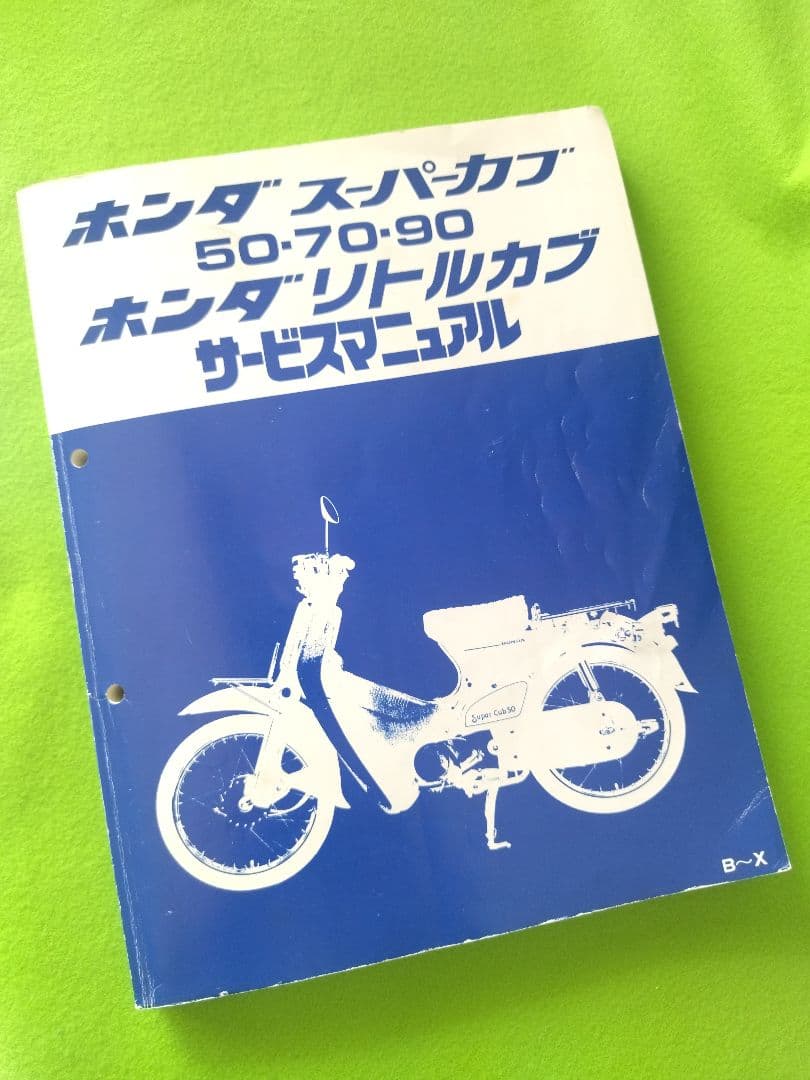 ホンダ スーパーカブ
50・70・90
ホンダ リトルカブ
サービスマニュアル
HONDA
Super Cub 50
B〜X